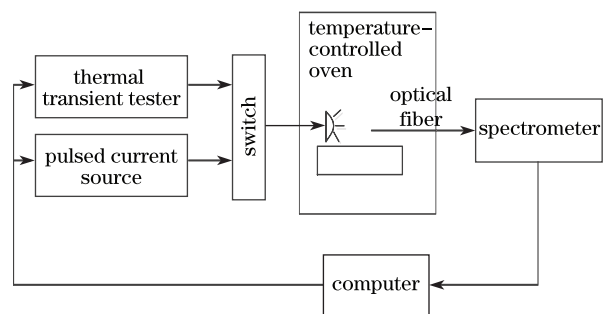 thermal
transient tester
pulsed current
source
switch
temperature–
controlled
oven
optical
fiber
spectrometer
computer